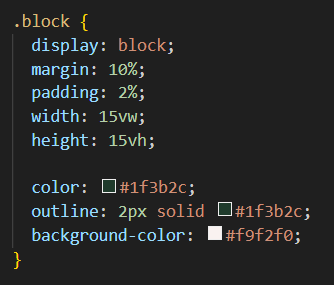 .block {
display: block;
margin: 10%;
padding: 2%;
width: 15vw;
height: 15vh;
color: #1f3b2c;
outline: 2px solid #1f3b2c;
background-color: #f9f2f0;
}